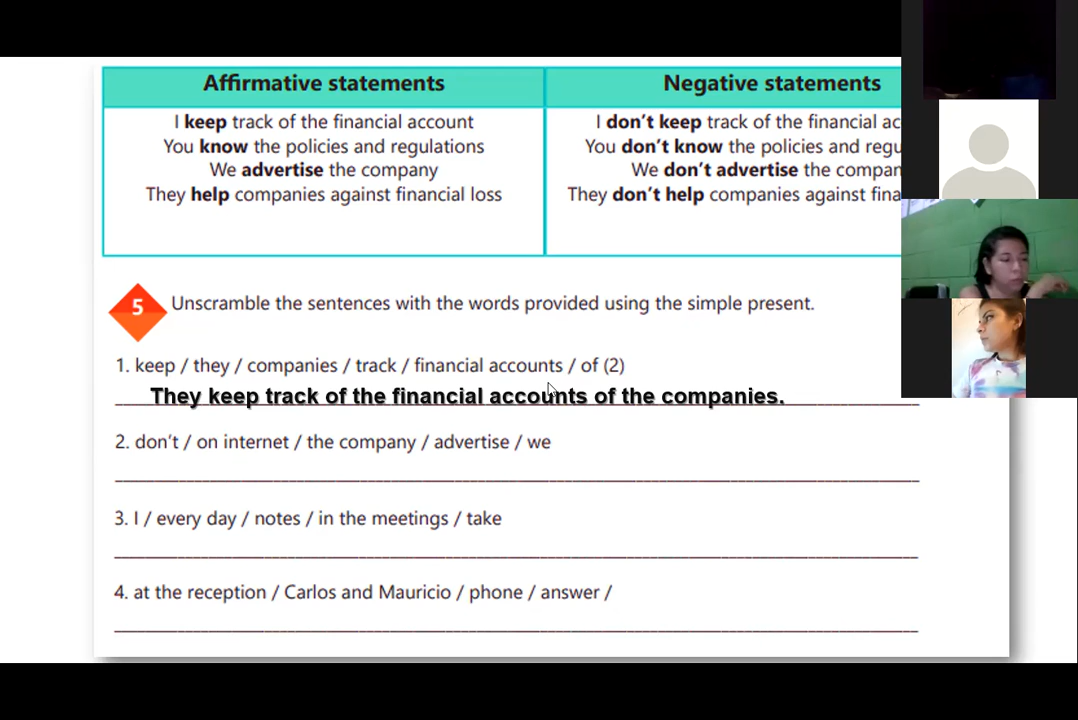 Affirmative statements
Negative statements
I keep track of the financial account
You know the policies and regulations
We advertise the company
They help companies against financial loss
I don't keep track of the financial ac
You don't know the policies and regu
We don't advertise the compan
They don't help companies against fina
5 Unscramble the sentences with the words provided using the simple present.
1. keep / they / companies / track / financial accounts / of (2)
They keep track of the financial accounts of the companies.
2. don't / on internet / the company / advertise / we
3. I / every day / notes / in the meetings / take
4. at the reception / Carlos and Mauricio / phone / answer /